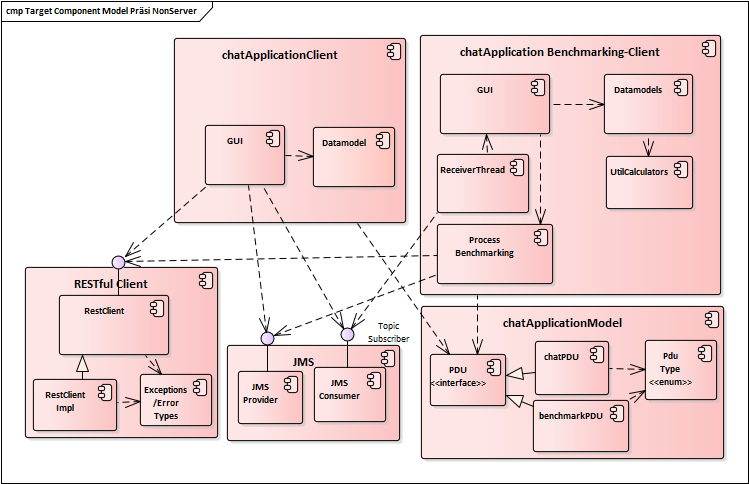 cmp Target Component Model Präsi NonServer
chatApplicationClient
GUI
Datamodel
chatApplication Benchmarking-Client
GUI
Datamodels
ReceiverThread
UtilCalculators
Process
Benchmarking
RESTful Client
RestClient
RestClient
Impl
Exceptions
/Error
Types
Topic
Subscriber
JMS
JMS
Provider
JMS
Consumer
chatApplicationModel
PDU
<<interface>>
chatPDU
benchmarkPDU
Pdu
Type
<<enum>>